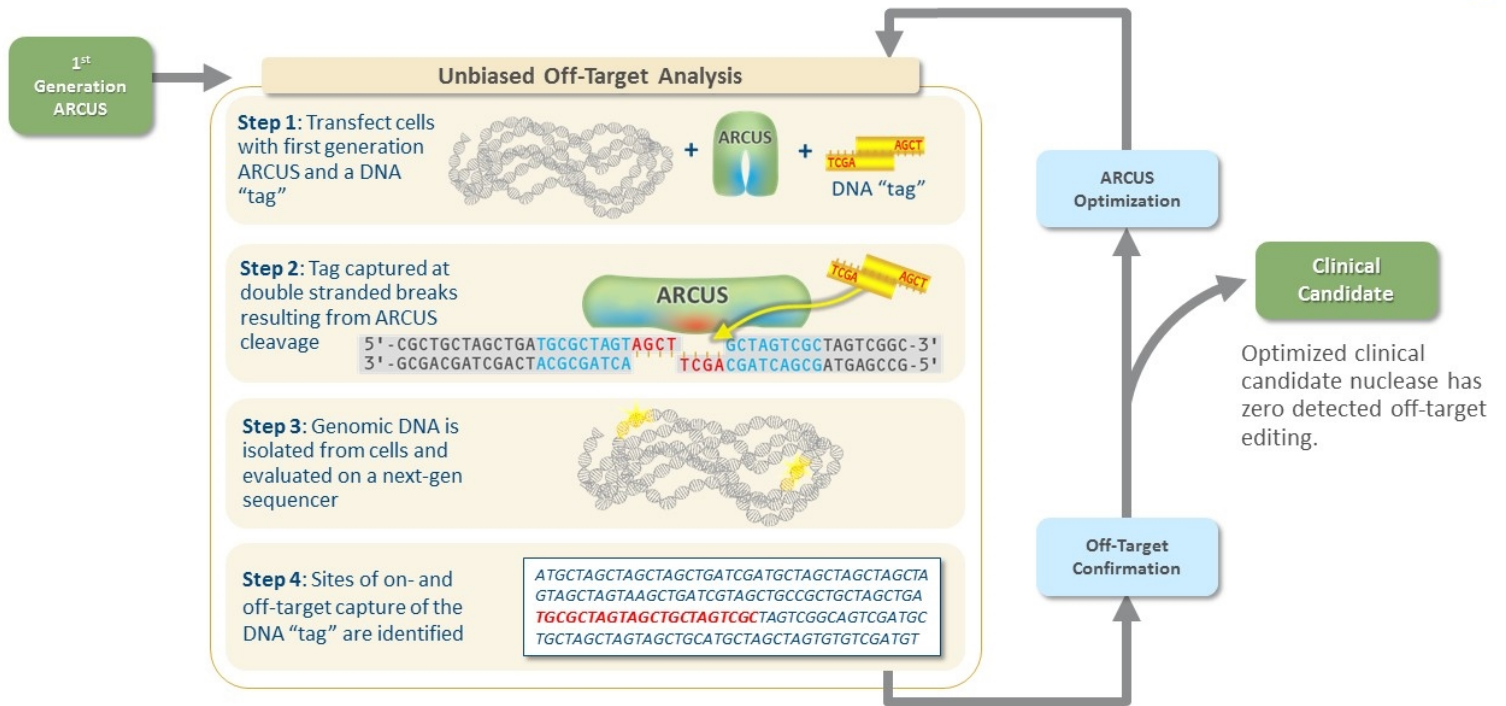 1st
Generation
ARCUS
Unbiased Off-Target Analysis
Step 1: Transfect cells
with first generation
ARCUS and a DNA
“tag”
+
ARCUS
+
AGCT
TCGA
DNA “tag”
Step 2: Tag captured at
double stranded breaks
resulting from ARCUS
cleavage
ARCUS
TCGA
AGCT
5'-CGCTGCTAGCTGATGCGCTAGTAGCT GCTAGTCGCTAGTCGGC-3'
3'-GCGACGATCGACTACGCGATCA TCGACGATCAGCGATGAGCCG-5'
Step 3: Genomic DNA is
isolated from cells and
evaluated on a next-gen
sequencer
Step 4: Sites of on- and
off-target capture of the
DNA “tag” are identified
ATGCTAGCTAGCTAGCTGATCGATGCTAGCTAGCTAGCTA
GTAGCTAGTAAGCTGATCGTAGCTGCCGCTGCTAGCTGA
TGCGCTAGTAGCTGCTAGTCGCTAGTCGGCAGTCGATGC
TGCTAGCTAGTAGCTGCATGCTAGCTAGTGTGTCGATGT
ARCUS
Optimization
Clinical
Candidate
Optimized clinical
candidate nuclease has
zero detected off-target
editing.
Off-Target
Confirmation